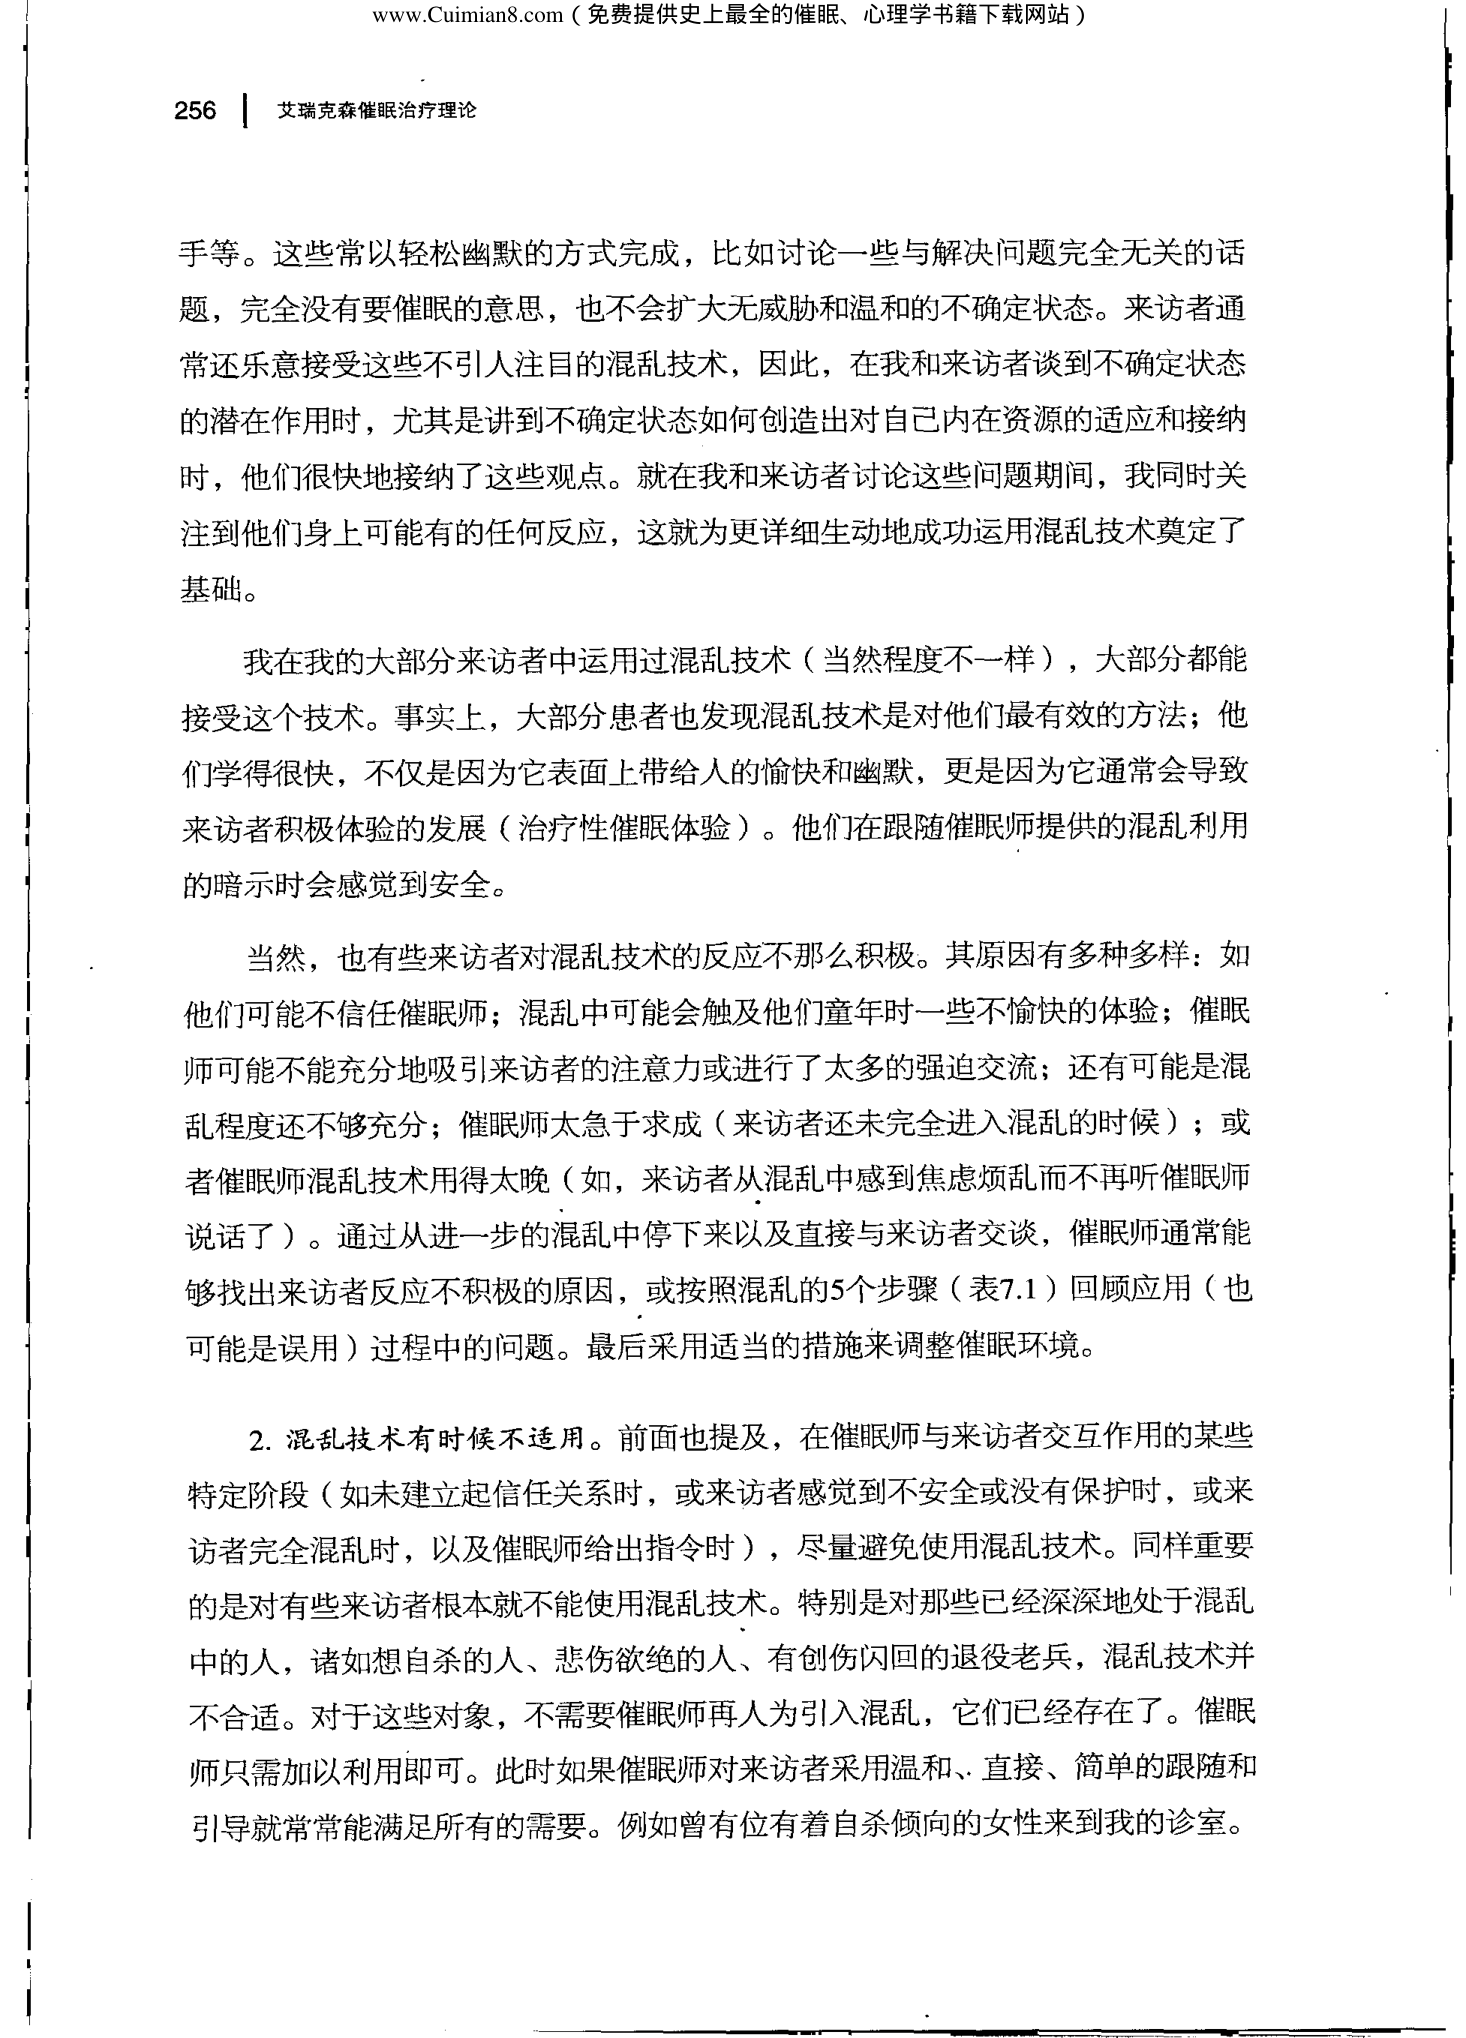 www.Cuimian8.com（免费提供史上最全的催眠、心理学书籍下载网站）
256 | 艾瑞克森催眠治疗理论
手等。这些常以轻松幽默的方式完成，比如讨论一些与解决问题完全无关的话
题，完全没有要催眠的意思，也不会扩大无威胁和温和的不确定状态。来访者通
常还乐意接受这些不引人注目的混乱技术，因此，在我和来访者谈到不确定状态
的潜在作用时，尤其是讲到不确定状态如何创造出对自己内在资源的适应和接纳
时，他们很快地接纳了这些观点。就在我和来访者讨论这些问题期间，我同时关
注到他们身上可能有的任何反应，这就为更详细生动地成功运用混乱技术奠定了
基础。
我在我的大部分来访者中运用过混乱技术（当然程度不一样），大部分都能
接受这个技术。事实上，大部分患者也发现混乱技术是对他们最有效的方法；他
们学得很快，不仅是因为它表面上带给人的愉快和幽默，更是因为它通常会导致
来访者积极体验的发展（治疗性催眠体验）。他们在跟随催眠师提供的混乱利用
的暗示时会感觉到安全。
当然，也有些来访者对混乱技术的反应不那么积极。其原因有多种多样：如
他们可能不信任催眠师；混乱中可能会触及他们童年时一些不愉快的体验；催眠
师可能不能充分地吸引来访者的注意力或进行了太多的强迫交流；还有可能是混
乱程度还不够充分；催眠师太急于求成（来访者还未完全进入混乱的时候）；或
者催眠师混乱技术用得太晚（如，来访者从混乱中感到焦虑烦乱而不再听催眠师
说话了）。通过从进一步的混乱中停下来以及直接与来访者交谈，催眠师通常能
够找出来访者反应不积极的原因，或按照混乱的5个步骤（表7.1）回顾应用（也
可能是误用）过程中的问题。最后采用适当的措施来调整催眠环境。
2. 混乱技术有时候不适用。前面也提及，在催眠师与来访者交互作用的某些
特定阶段（如未建立起信任关系时，或来访者感觉到不安全或没有保护时，或来
访者完全混乱时，以及催眠师给出指令时），尽量避免使用混乱技术。同样重要
的是对有些来访者根本就不能使用混乱技术。特别是对那些已经深深地处于混乱
中的人，诸如想自杀的人、悲伤欲绝的人、有创伤闪回的退役老兵，混乱技术并
不合适。对于这些对象，不需要催眠师再人为引入混乱，它们已经存在了。催眠
师只需加以利用即可。此时如果催眠师对来访者采用温和、直接、简单的跟随和
引导就常常能满足所有的需要。例如曾有位有着自杀倾向的女性来到我的诊室。